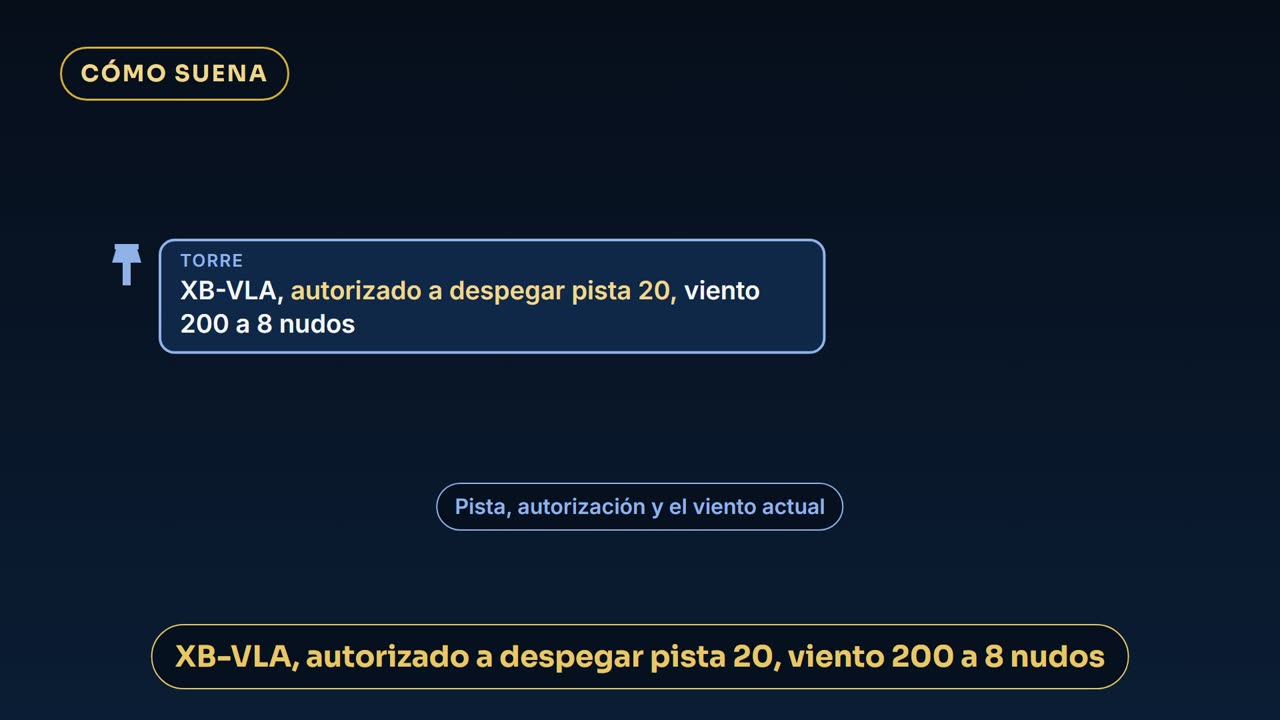 CÓMO SUENA
TORRE
XB-VLA, autorizado a despegar pista 20, viento
200 a 8 nudos
Pista, autorización y el viento actual
XB-VLA, autorizado a despegar pista 20, viento 200 a 8 nudos